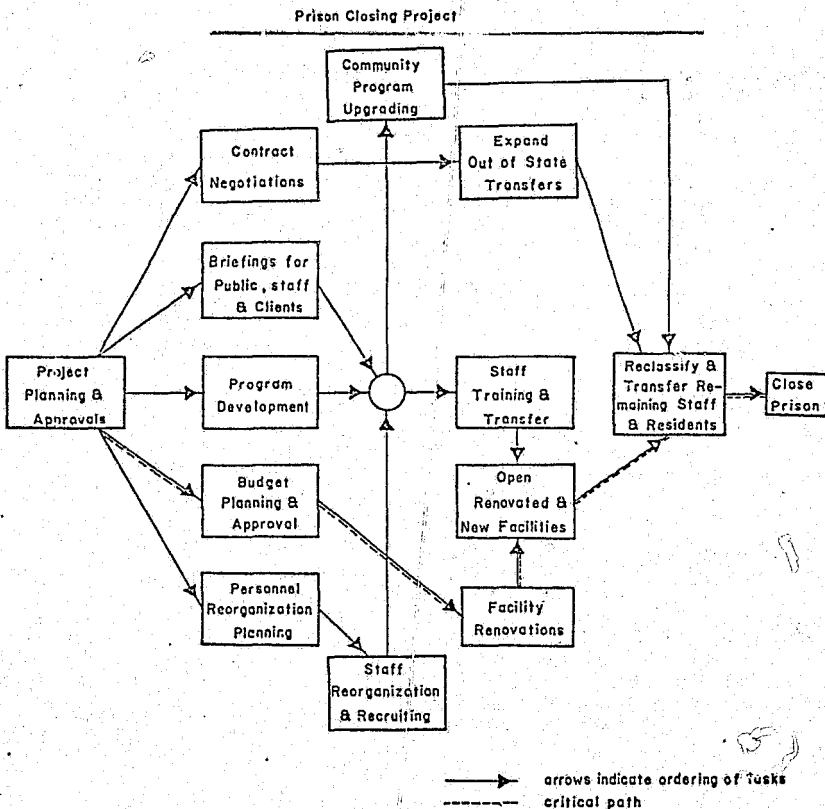 Prison Closing Project
Community
Program
Upgrading
Contract
Negotiations
Expand
Out of State
Transfers
Briefings for
Public, staff
& Clients
Project
Planning &
Approvals
Program
Development
Staff
Training &
Transfer
Reclassify &
Transfer Re-
maining Staff
& Residents
Close
Prison
Budget
Planning &
Approval
Open
Renovated &
New Facilities
Personnel
Reorganization
Planning
Facility
Renovations
Staff
Reorganization
& Recruiting
arrows indicate ordering of Tasks
critical path